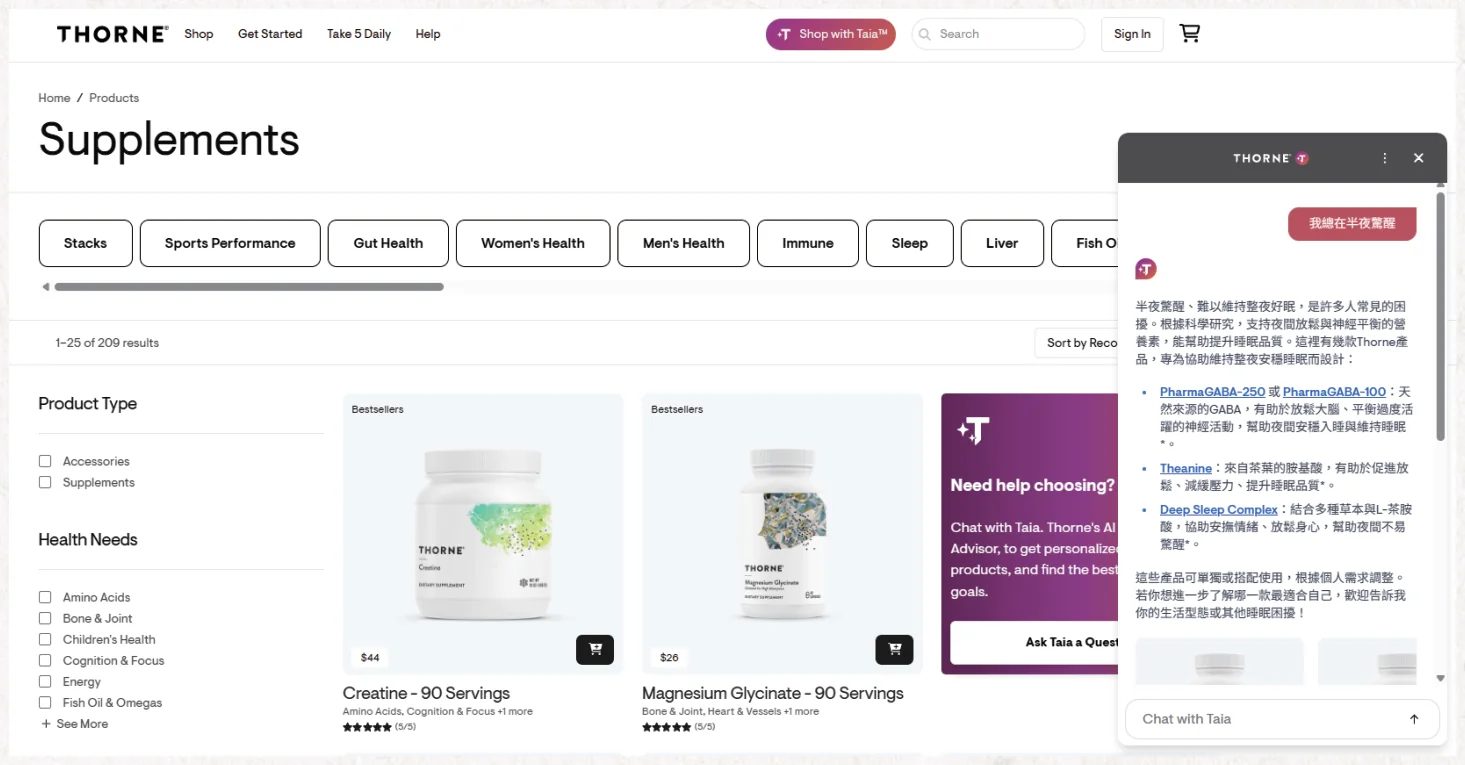 THORNE®
Shop
Get Started
Take 5 Daily
Help
Shop with Taia™
Search
Sign In
Home / Products
Supplements
Stacks
Sports Performance
Gut Health
Women's Health
Men's Health
Immune
Sleep
Liver
Fish O
1–25 of 209 results
Sort by Reco
Product Type
Accessories
Supplements
Health Needs
Amino Acids
Bone & Joint
Children's Health
Cognition & Focus
Energy
Fish Oil & Omegas
+ See More
Bestsellers
THORNE®
Creatine
DIETARY SUPPLEMENT
$44
Creatine - 90 Servings
Amino Acids, Cognition & Focus +1 more
(5/5)
Bestsellers
THORNE®
Magnesium Glycinate
DIETARY SUPPLEMENT
$26
Magnesium Glycinate - 90 Servings
Bone & Joint, Heart & Vessels +1 more
(5/5)
Need help choosing?
Chat with Taia. Thorne's AI
Advisor, to get personalize
products, and find the best
goals.
Ask Taia a Quest
THORNE
我總在半夜驚醒
半夜驚醒、難以維持整夜好眠，是許多人常見的困
擾。根據科學研究，支持夜間放鬆與神經平衡的營
養素，能幫助提升睡眠品質。這裡有幾款Thorne產
品，專為協助維持整夜安穩睡眠而設計：
• PharmaGABA-250 或 PharmaGABA-100：天
然來源的GABA，有助於放鬆大腦、平衡過度活
躍的神經活動，幫助夜間安穩入睡與維持睡眠
*。
• Theanine：來自茶葉的胺基酸，有助於促進放
鬆、減緩壓力、提升睡眠品質*。
• Deep Sleep Complex：結合多種草本與L-茶胺
酸，協助安撫情緒、放鬆身心，幫助夜間不易
驚醒*。
這些產品可單獨或搭配使用，根據個人需求調整。
若你想進一步了解哪一款最適合自己，歡迎告訴我
你的生活型態或其他睡眠困擾！
Chat with Taia